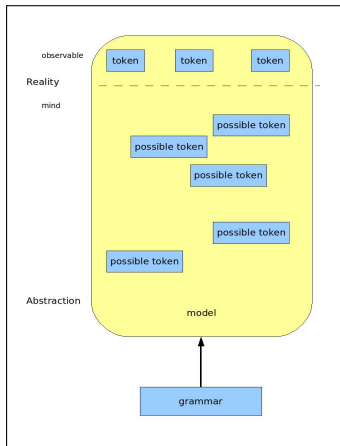 observable
token token token
Reality
mind
possible token
possible token
possible token
possible token
possible token
Abstraction
model
grammar